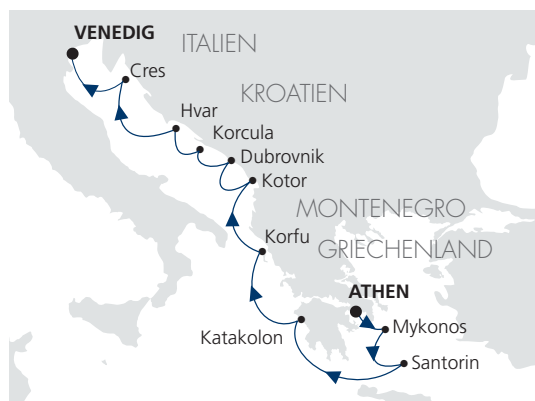 VENEDIG
ITALIEN
Cres
KROATIEN
Hvar
Korcula
Dubrovnik
Kotor
MONTENEGRO
Korfu
GRIECHENLAND
ATHEN
Mykonos
Katakolon
Santorin